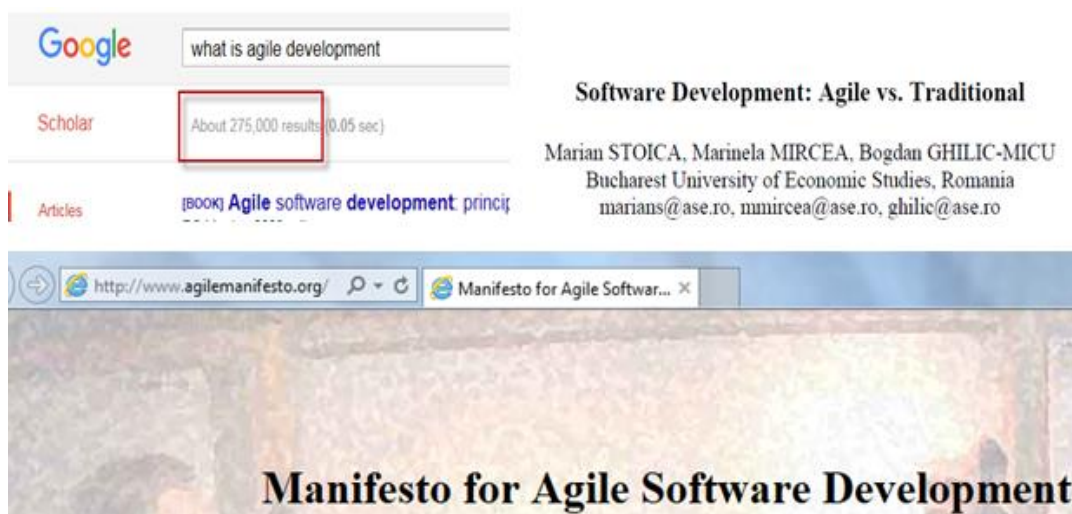 Google
what is agile development
Scholar
About 275,000 results (0.05 sec)
Articles
[BOOK] Agile software development: princip
Software Development: Agile vs. Traditional
Marian STOICA, Marinela MIRCEA, Bogdan GHILIC-MICU
Bucharest University of Economic Studies, Romania
marians@ase.ro, mmircea@ase.ro, ghilic@ase.ro
http://www.agilemanifesto.org/
Manifesto for Agile Softwar...
Manifesto for Agile Software Development